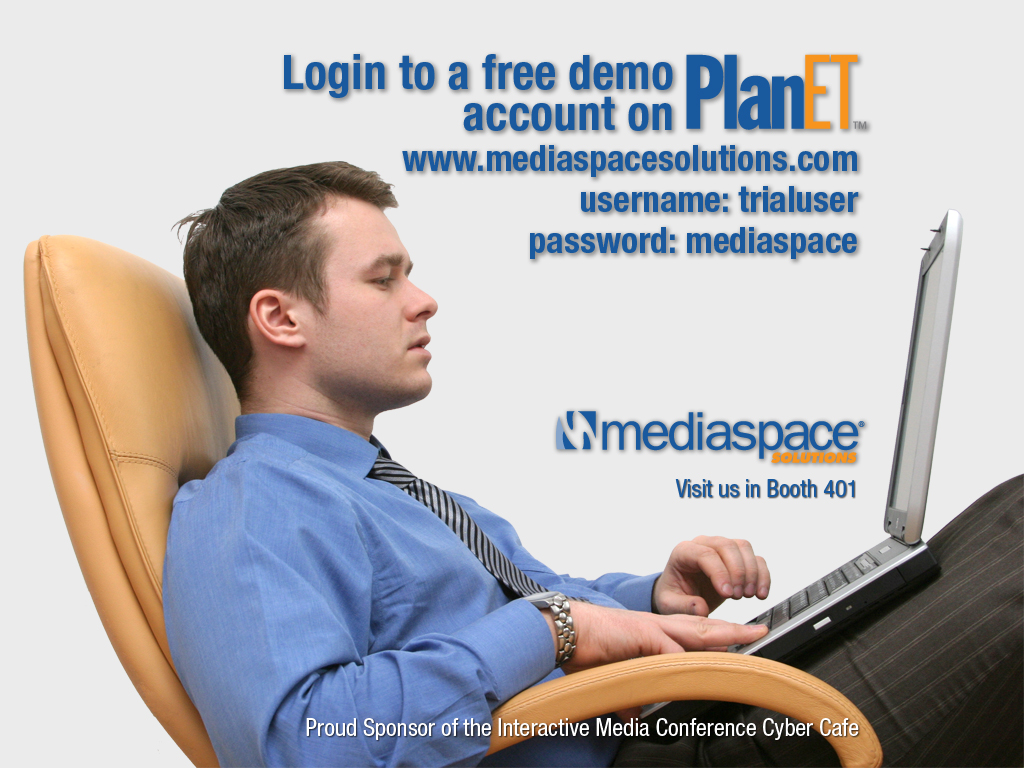 Login to a free demo
account on PlanET™
www.mediaspacesolutions.com
username: trialuser
password: mediaspace
mediaspace®
SOLUTIONS
Visit us in Booth 401
Proud Sponsor of the Interactive Media Conference Cyber Cafe